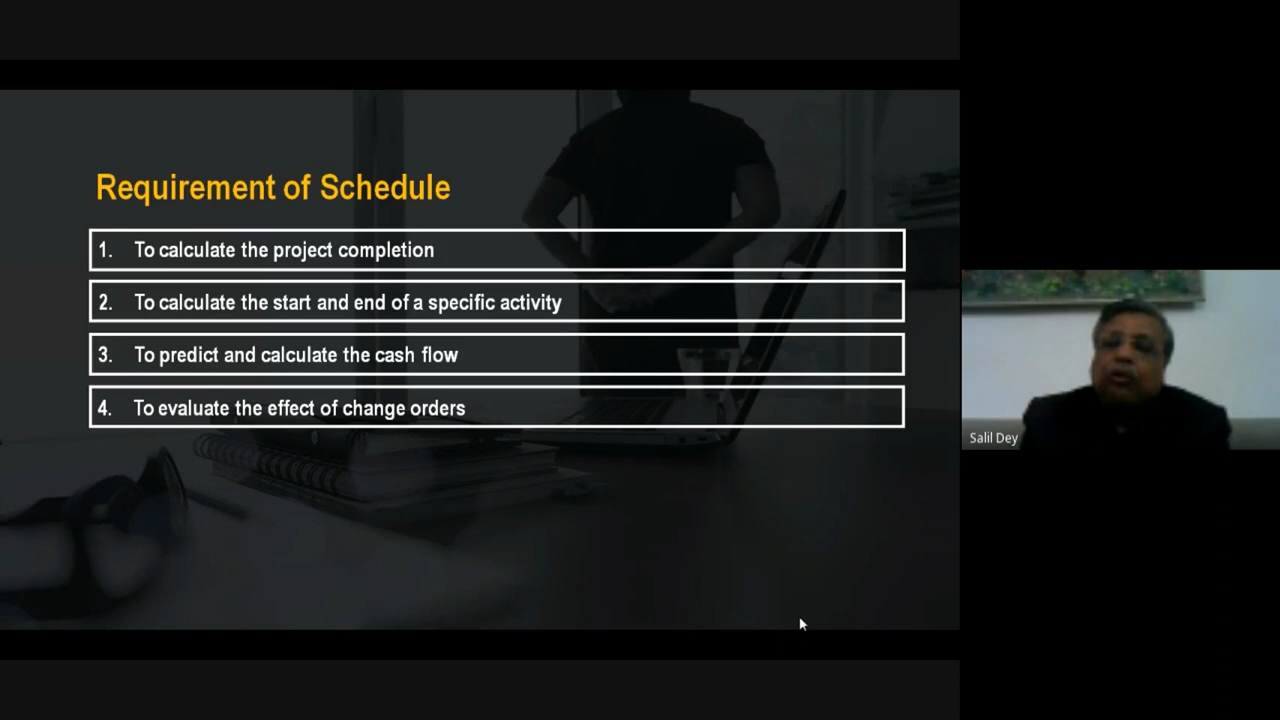 Requirement of Schedule
1. To calculate the project completion
2. To calculate the start and end of a specific activity
3. To predict and calculate the cash flow
4. To evaluate the effect of change orders
Salil Dey